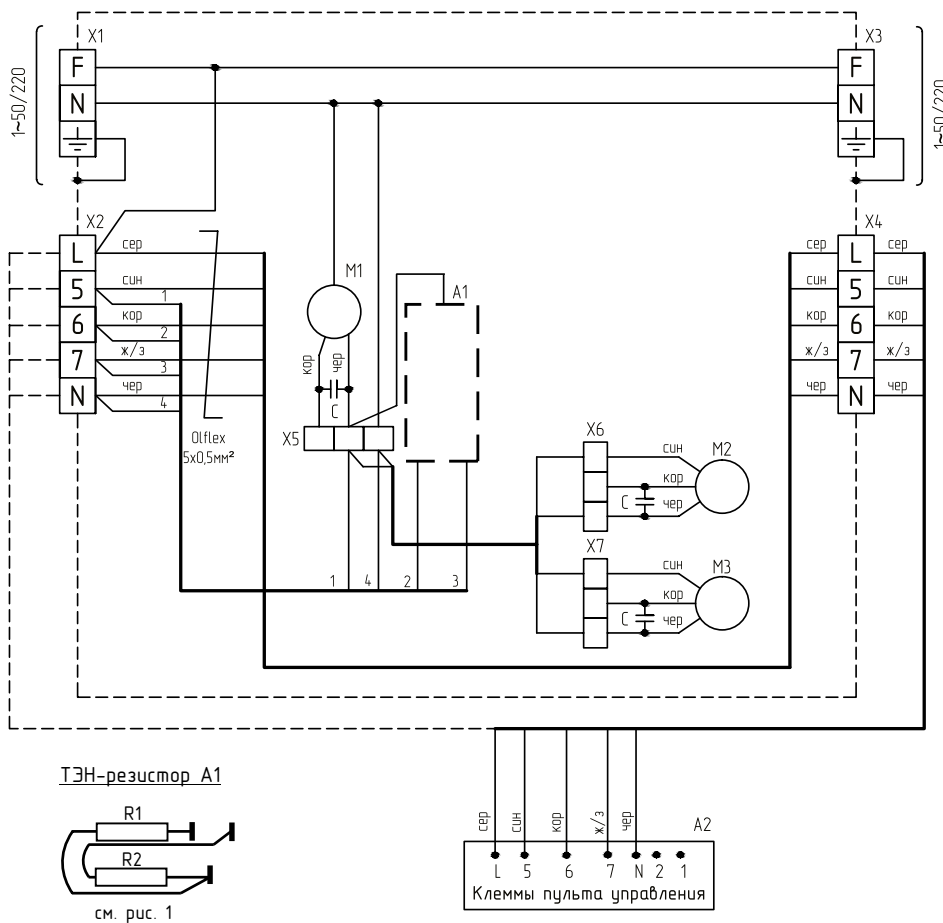 X1
X3
F
F
1~50/220
N
N
1~50/220
X2
X4
L
сер
сер
L
сер
5
син
1
син
5
син
6
кор
2
кор
6
кор
7
ж/з
3
ж/з
7
ж/з
N
чер
4
чер
N
чер
Olflex
5x0,5мм²
M1
A1
кор
чер
C
X5
X6
син
M2
кор
C
чер
X7
син
M3
кор
C
чер
1
4
2
3
ТЭН-резистор A1
R1
R2
см. рис. 1
сер
син
кор
ж/з
чер
A2
L
5
6
7
N
2
1
Клеммы пульта управления